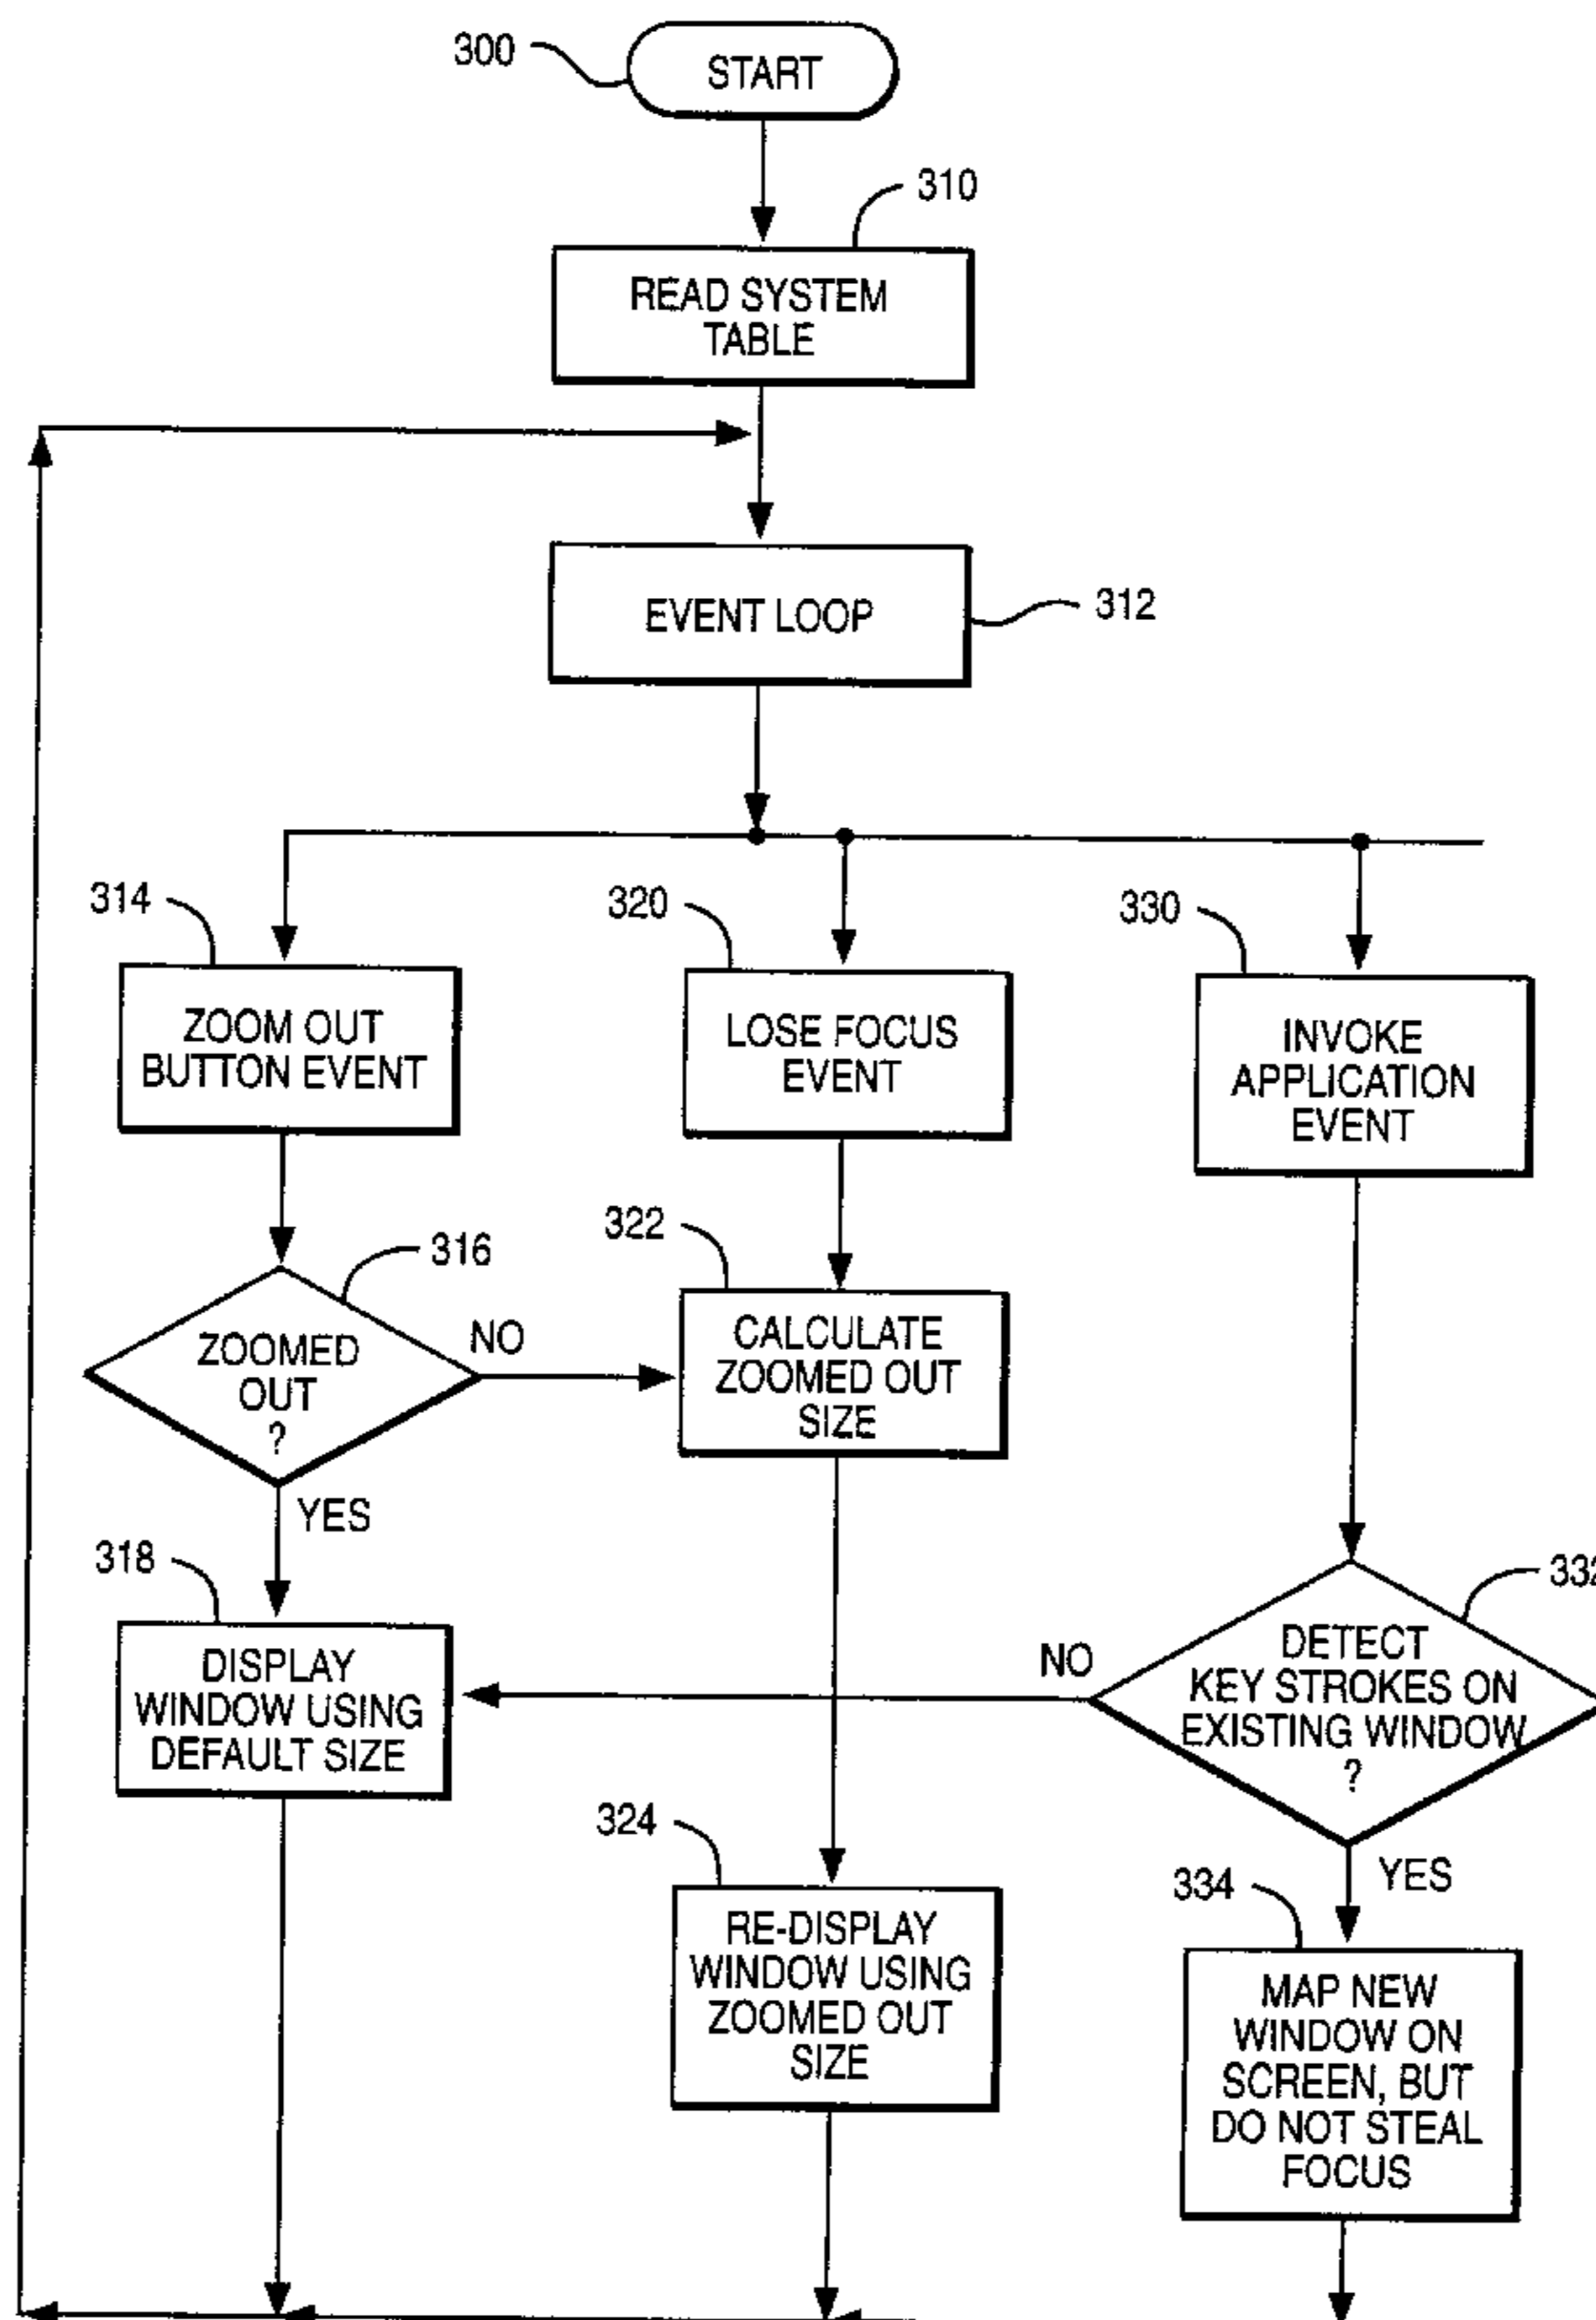 300
START
310
READ SYSTEM
TABLE
EVENT LOOP
312
314
320
330
ZOOM OUT
BUTTON EVENT
LOSE FOCUS
EVENT
INVOKE
APPLICATION
EVENT
316
322
ZOOMED
OUT
?
NO
CALCULATE
ZOOMED OUT
SIZE
YES
318
332
DISPLAY
WINDOW USING
DEFAULT SIZE
NO
DETECT
KEY STROKES ON
EXISTING WINDOW
?
324
YES
334
RE-DISPLAY
WINDOW USING
ZOOMED OUT
SIZE
MAP NEW
WINDOW ON
SCREEN, BUT
DO NOT STEAL
FOCUS